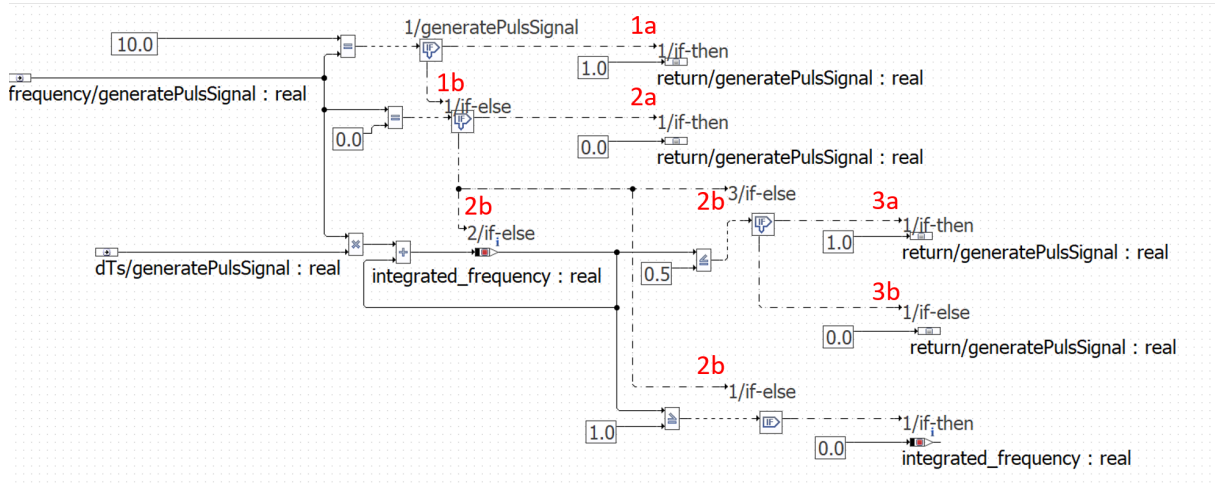 1/generatePulsSignal
1a
10.0
=
IF
1/if-then
1.0
return/generatePulsSignal : real
frequency/generatePulsSignal : real
1b
1/if-else
2a
=
IF
1/if-then
0.0
0.0
return/generatePulsSignal : real
2b
2/if-else
2b
3/if-else
3a
IF
1/if-then
1.0
return/generatePulsSignal : real
×
+
i
≤
dTs/generatePulsSignal : real
integrated_frequency : real
0.5
3b
1/if-else
0.0
return/generatePulsSignal : real
2b
1/if-else
≥
IF
1/if-then
1.0
i
0.0
integrated_frequency : real